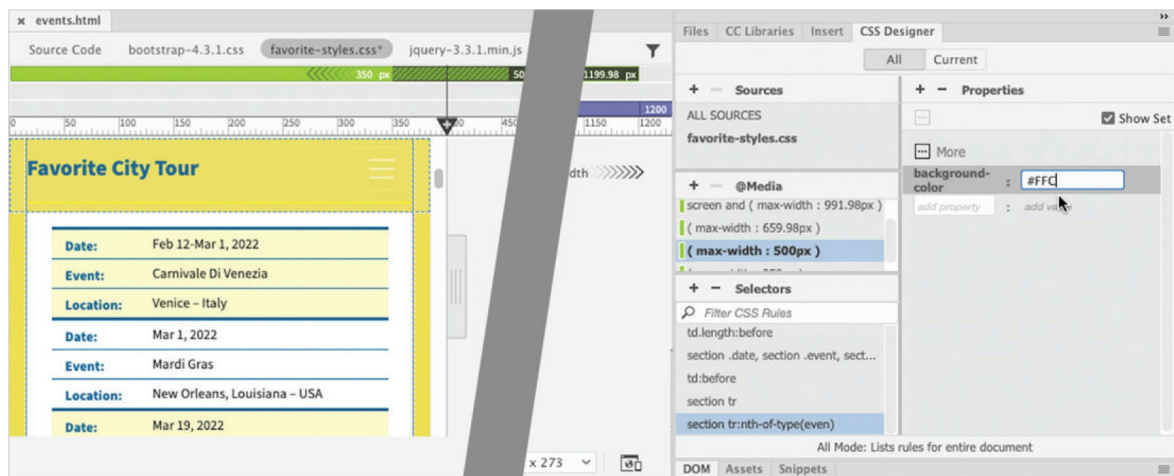 × events.html
Source Code bootstrap-4.3.1.css favorite-styles.css* jquery-3.3.1.min.js
350 px 50 1199.98 px
1200
0 50 100 150 200 250 300 350 450 1150 1200
Favorite City Tour
dth
Date: Feb 12-Mar 1, 2022
Event: Carnivale Di Venezia
Location: Venice – Italy
Date: Mar 1, 2022
Event: Mardi Gras
Location: New Orleans, Louisiana – USA
Date: Mar 19, 2022
x 273
Files CC Libraries Insert CSS Designer
All Current
+ − Sources
ALL SOURCES
favorite-styles.css
+ − @Media
screen and ( max-width : 991.98px )
( max-width : 659.98px )
( max-width : 500px )
+ − Selectors
Filter CSS Rules
td.length:before
section .date, section .event, sect...
td:before
section tr
section tr:nth-of-type(even)
+ − Properties
Show Set
More
background-
color : #FFC
add property : add
All Mode: Lists rules for entire document
DOM Assets Snippets